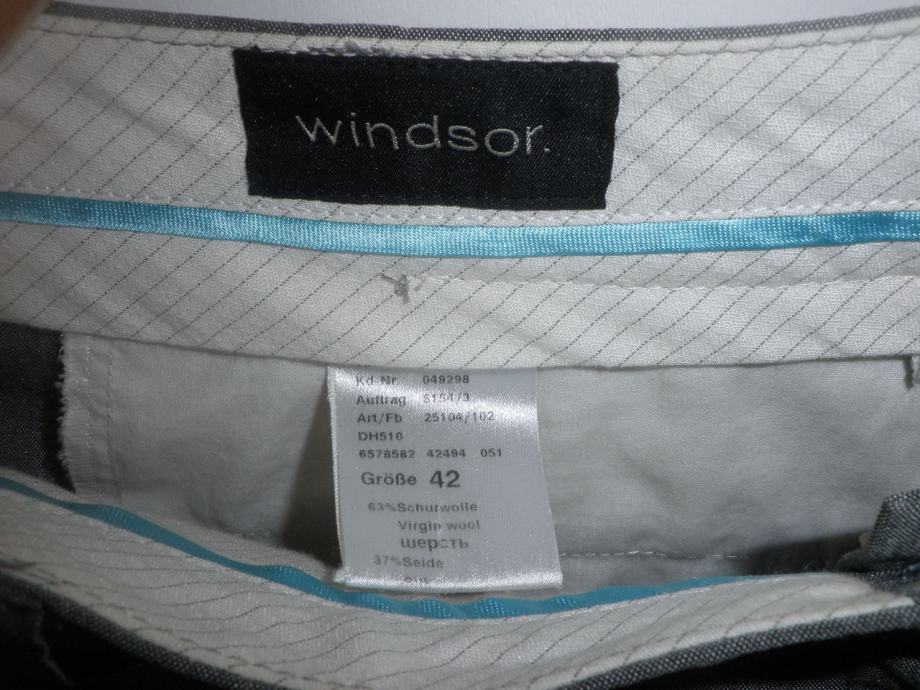 windsor.
Kd-Nr 049298
Auftrag 8154/3
Art/Fb 25104/102
DH510
6578582 42494 051
Größe 42
63%Schurwolle
Virgin wool
шерсть
37%Seide